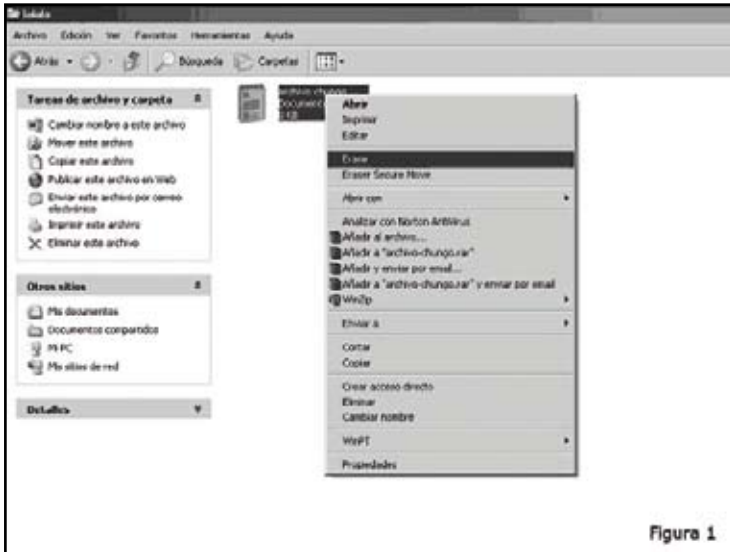 lalala
Archivo Edición Ver Favoritos Herramientas Ayuda
Atrás Búsqueda Carpetas
Tareas de archivo y carpeta
Cambiar nombre a este archivo
Mover este archivo
Copiar este archivo
Publicar este archivo en Web
Enviar este archivo por correo
electrónico
Imprimir este archivo
Eliminar este archivo
Otros sitios
Mis documentos
Documentos compartidos
Mi PC
Mis sitios de red
Detalles
archivo-chungo
Documento
Abrir
Imprimir
Editar
Erase
Eraser Secure Move
Abrir con
Analizar con Norton AntiVirus
Añadir al archivo...
Añadir a "archivo-chungo.rar"
Añadir y enviar por email...
Añadir a "archivo-chungo.rar" y enviar por email
WinZip
Enviar a
Cortar
Copiar
Crear acceso directo
Eliminar
Cambiar nombre
WinPT
Propiedades
Figura 1